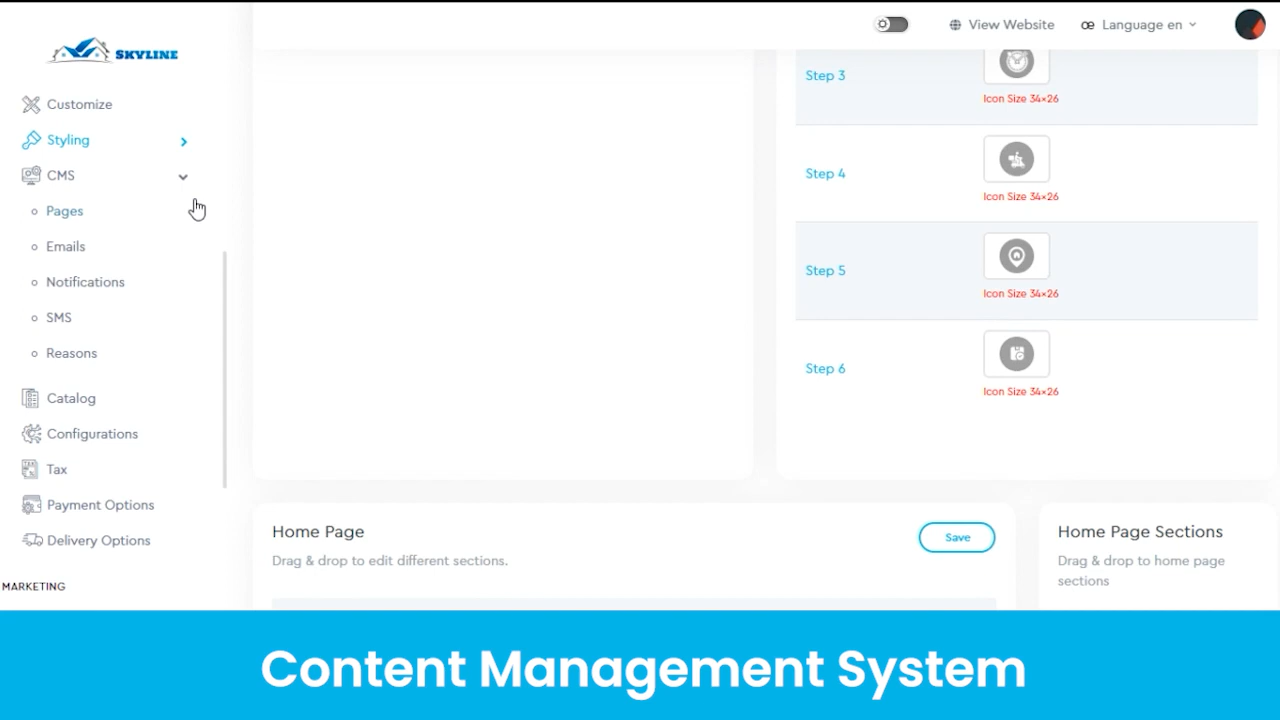 View Website
œ Language en
SKYLINE
Customize
Styling
CMS
Pages
Emails
Notifications
SMS
Reasons
Catalog
Configurations
Tax
Payment Options
Delivery Options
MARKETING
Step 3
Icon Size 34×26
Step 4
Icon Size 34×26
Step 5
Icon Size 34×26
Step 6
Icon Size 34×26
Home Page
Save
Drag & drop to edit different sections.
Home Page Sections
Drag & drop to home page
sections
Content Management System